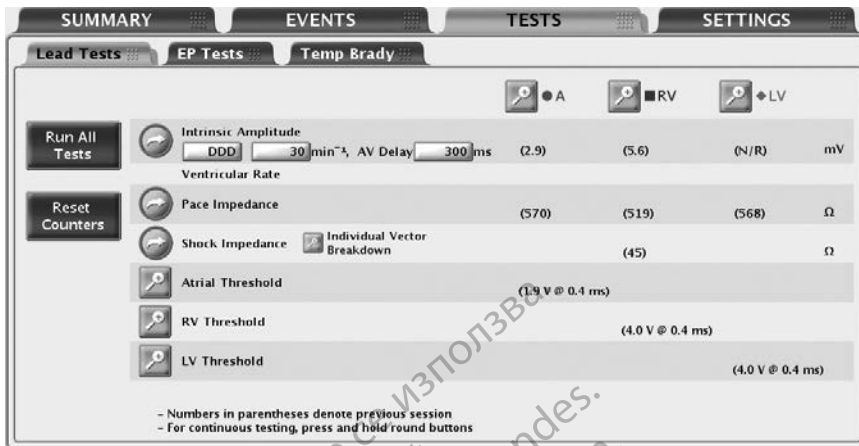 SUMMARY EVENTS TESTS SETTINGS
Lead Tests EP Tests Temp Brady
A RV LV
Run All Tests
Intrinsic Amplitude
DDD 30 min⁻¹, AV Delay 300 ms (2.9) (5.6) (N/R) mV
Ventricular Rate
Reset Counters
Pace Impedance (570) (519) (568) Ω
Shock Impedance Individual Vector Breakdown (45) Ω
Atrial Threshold (1.9 V @ 0.4 ms)
RV Threshold (4.0 V @ 0.4 ms)
LV Threshold (4.0 V @ 0.4 ms)
- Numbers in parentheses denote previous session
- For continuous testing, press and hold round buttons
се използва